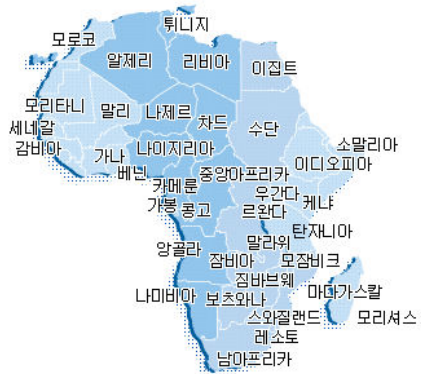 튀니지
모로코
알제리
리비아
이집트
모리타니
말리
나제르
차드
수단
세네갈
감비아
가나
나이지리아
소말리아
이디오피아
베닌
중앙아프리카
카메룬
우간다
케냐
가봉
콩고
르완다
탄자니아
앙골라
말라위
잠비아
모잠비크
짐바브웨
나미비아
보츠와나
마다가스칼
스와질랜드
모리셔스
레소토
남아프리카